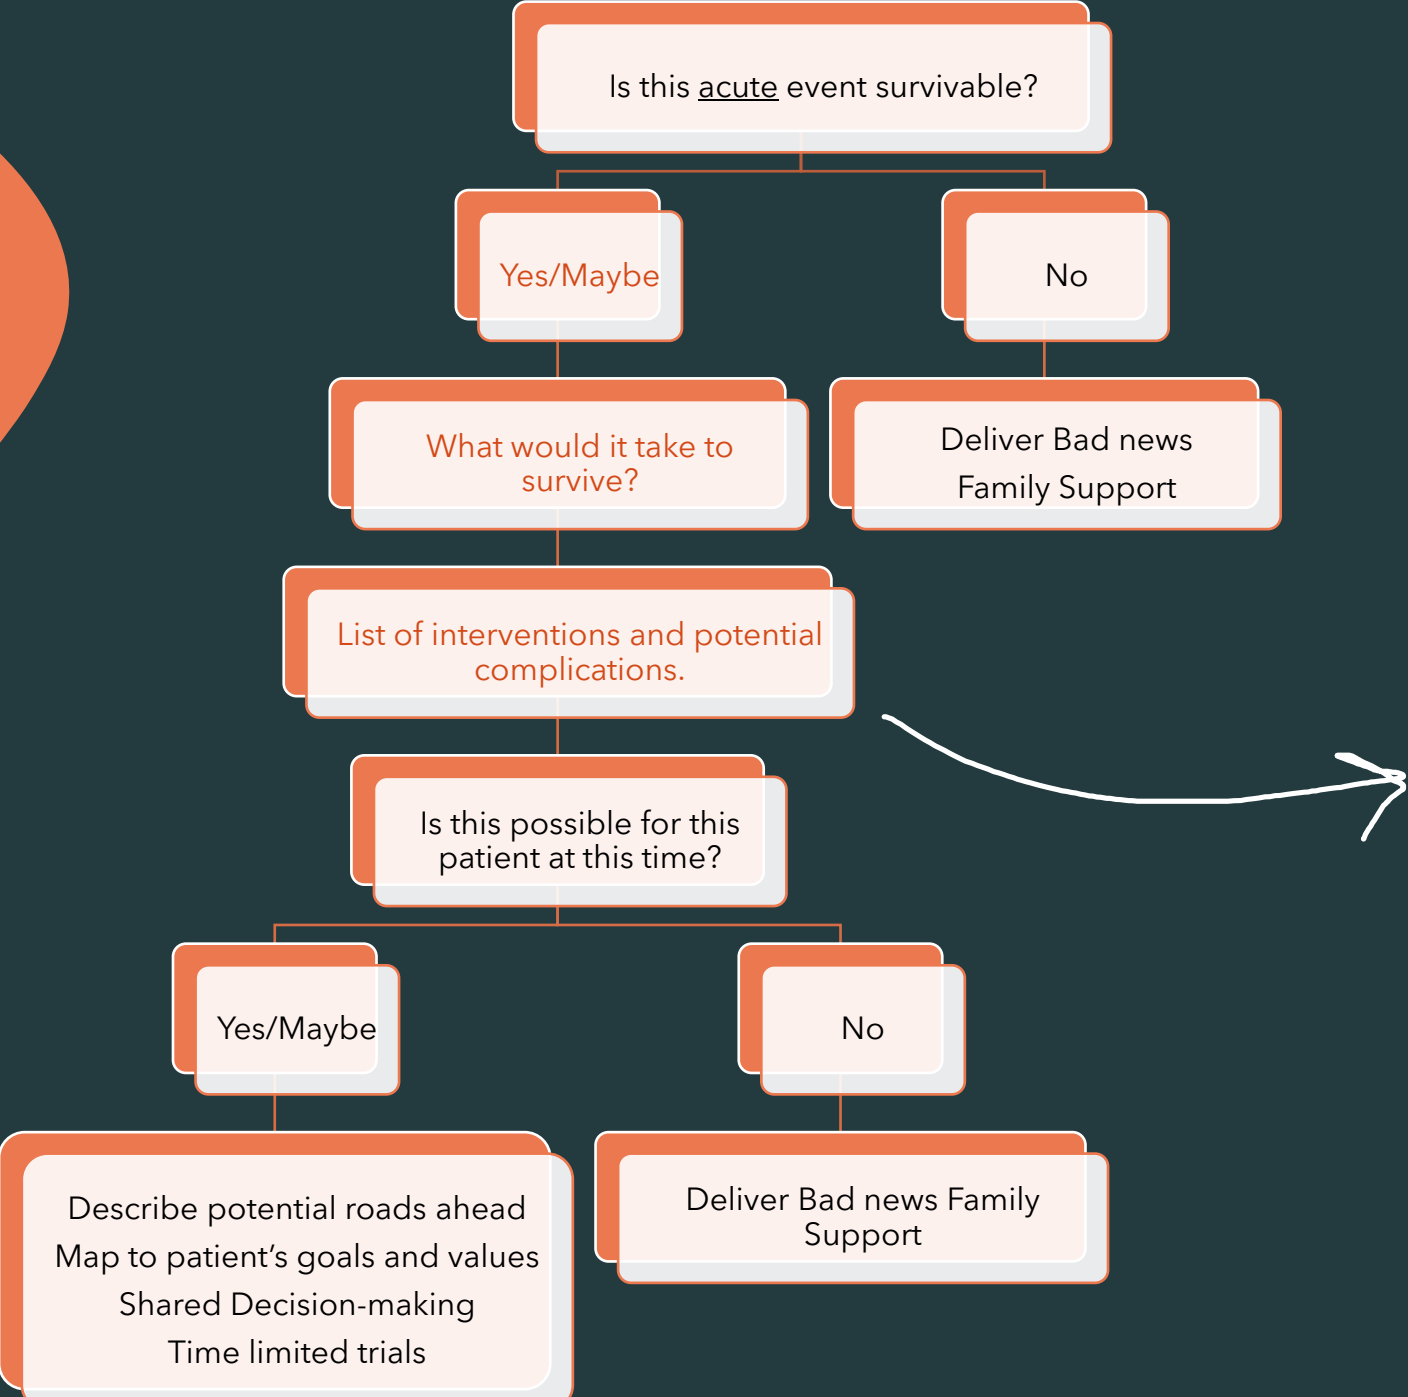 Is this acute event survivable?
Yes/Maybe
No
What would it take to
survive?
Deliver Bad news
Family Support
List of interventions and potential
complications.
Is this possible for this
patient at this time?
Yes/Maybe
No
Describe potential roads ahead
Map to patient’s goals and values
Shared Decision-making
Time limited trials
Deliver Bad news Family
Support